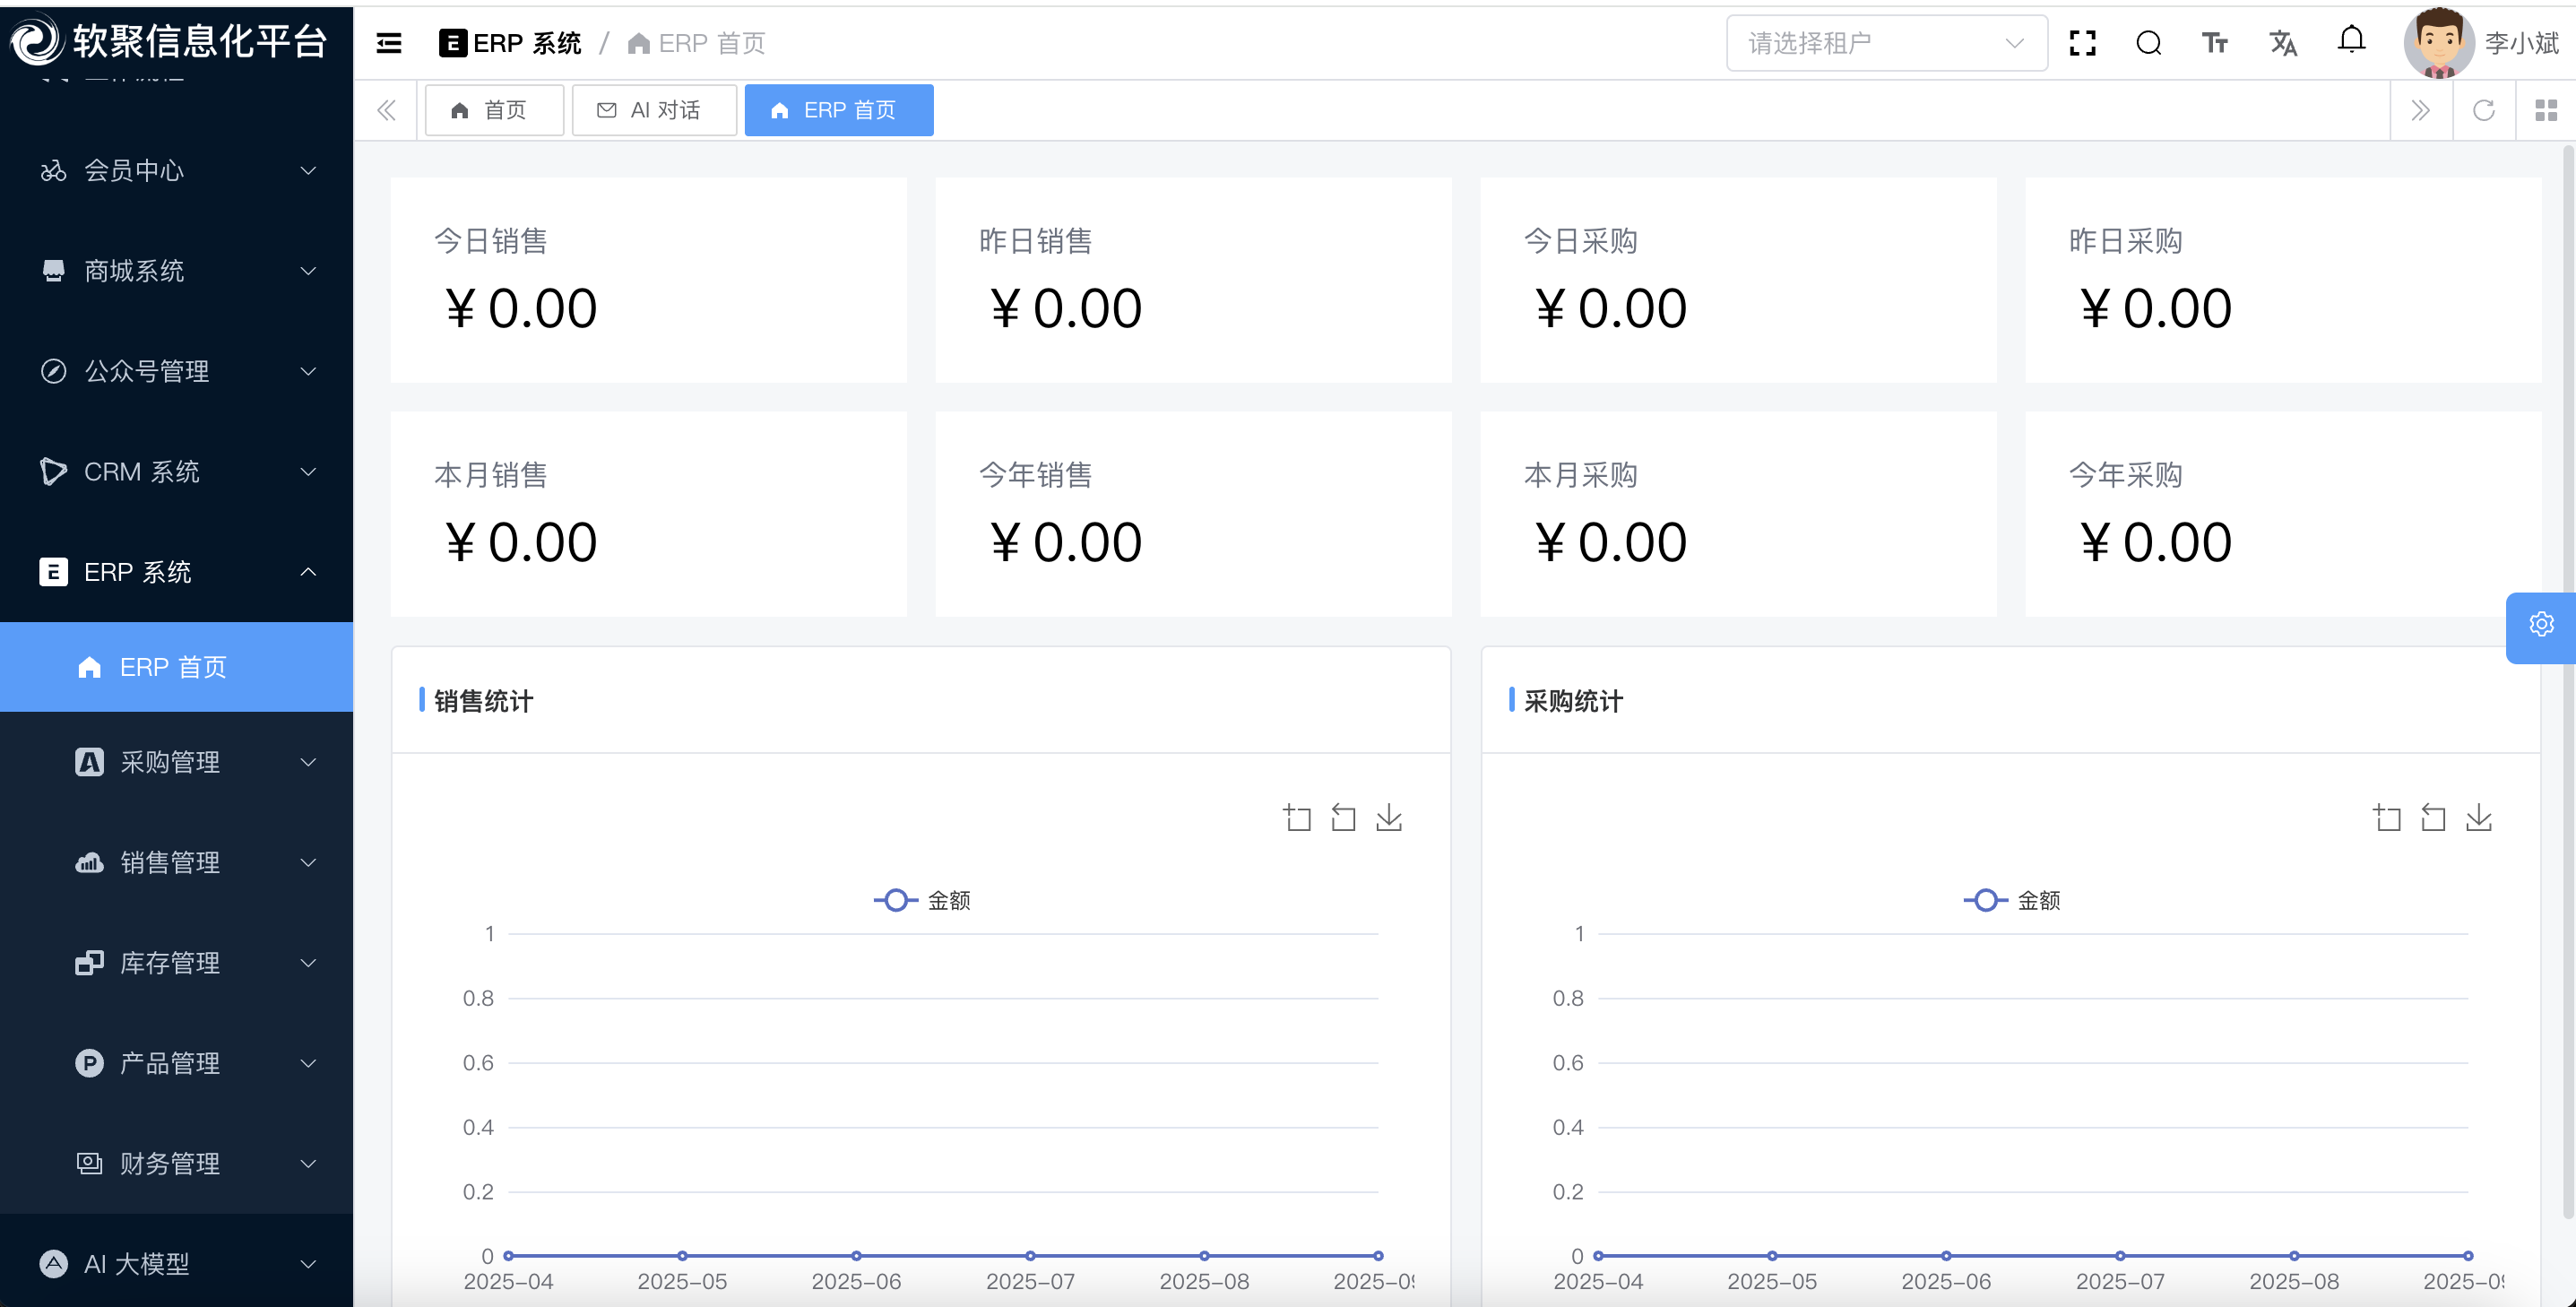 软聚信息化平台
ERP 系统 / ERP 首页
请选择租户
李小斌
首页
AI 对话
ERP 首页
会员中心
商城系统
公众号管理
CRM 系统
ERP 系统
ERP 首页
采购管理
销售管理
库存管理
产品管理
财务管理
AI 大模型
今日销售
¥ 0.00
昨日销售
¥ 0.00
今日采购
¥ 0.00
昨日采购
¥ 0.00
本月销售
¥ 0.00
今年销售
¥ 0.00
本月采购
¥ 0.00
今年采购
¥ 0.00
销售统计
金额
1
0.8
0.6
0.4
0.2
0
2025-04 2025-05 2025-06 2025-07 2025-08
采购统计
金额
1
0.8
0.6
0.4
0.2
0
2025-04 2025-05 2025-06 2025-07 2025-08